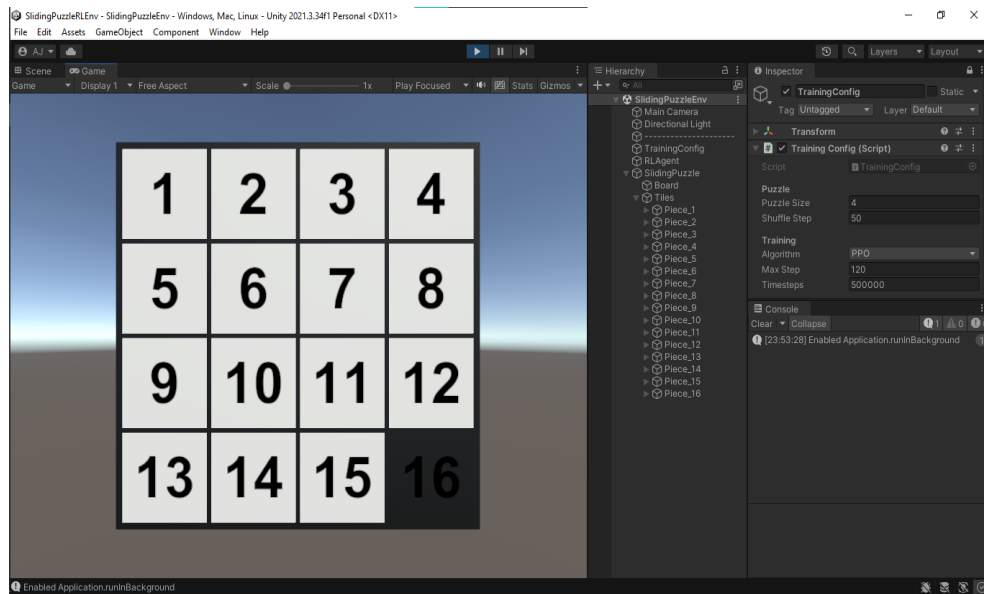 SlidingPuzzleRLEnv - SlidingPuzzleEnv - Windows, Mac, Linux - Unity 2021.3.34f1 Personal <DX11>
File Edit Assets GameObject Component Window Help
AJ
Layers
Layout
Scene
Game
Game
Display 1
Free Aspect
Scale
1x
Play Focused
Stats
Gizmos
1 2 3 4
5 6 7 8
9 10 11 12
13 14 15 16
Hierarchy
All
SlidingPuzzleEnv
Main Camera
Directional Light
----------------------
TrainingConfig
RLAgent
SlidingPuzzle
Board
Tiles
Piece_1
Piece_2
Piece_3
Piece_4
Piece_5
Piece_6
Piece_7
Piece_8
Piece_9
Piece_10
Piece_11
Piece_12
Piece_13
Piece_14
Piece_15
Piece_16
Inspector
TrainingConfig Static
Tag Untagged Layer Default
Transform
Training Config (Script)
Script TrainingConfig
Puzzle
Puzzle Size 4
Shuffle Step 50
Training
Algorithm PPO
Max Step 120
Timesteps 500000
Console
Clear Collapse 1 0
[23:53:28] Enabled Application.runInBackground 1
Enabled Application.runInBackground